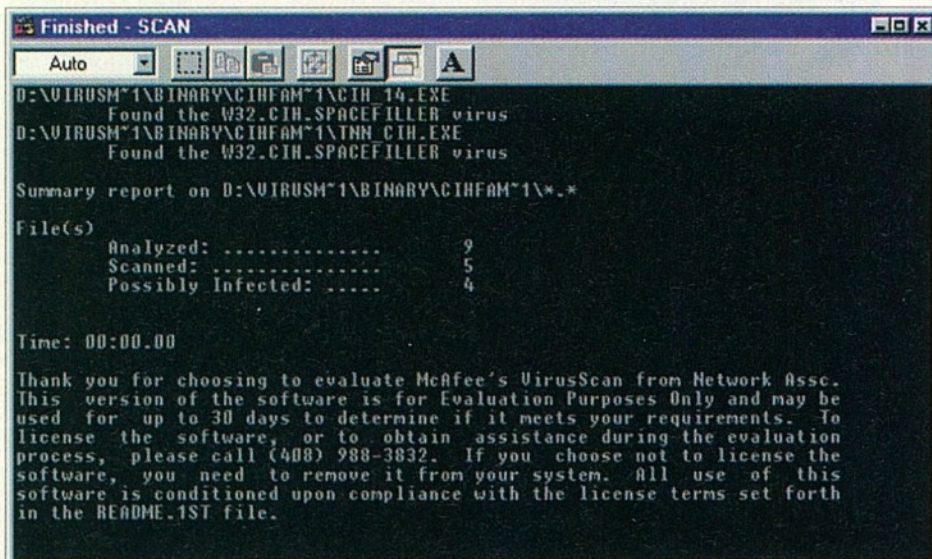 Finished - SCAN
Auto
A
D:\VIRUSM~1\BINARY\CIHFAM~1\CIH_14.EXE
Found the W32.CIH.SPACEFILLER virus
D:\VIRUSM~1\BINARY\CIHFAM~1\TNN_CIH.EXE
Found the W32.CIH.SPACEFILLER virus
Summary report on D:\VIRUSM~1\BINARY\CIHFAM~1\*.*
File(s)
Analyzed: ............... 9
Scanned: ................ 5
Possibly Infected: ..... 4
Time: 00:00.00
Thank you for choosing to evaluate McAfee's VirusScan from Network Assc.
This version of the software is for Evaluation Purposes Only and may be
used for up to 30 days to determine if it meets your requirements. To
license the software, or to obtain assistance during the evaluation
process, please call (408) 988-3832. If you choose not to license the
software, you need to remove it from your system. All use of this
software is conditioned upon compliance with the license terms set forth
in the README.1ST file.